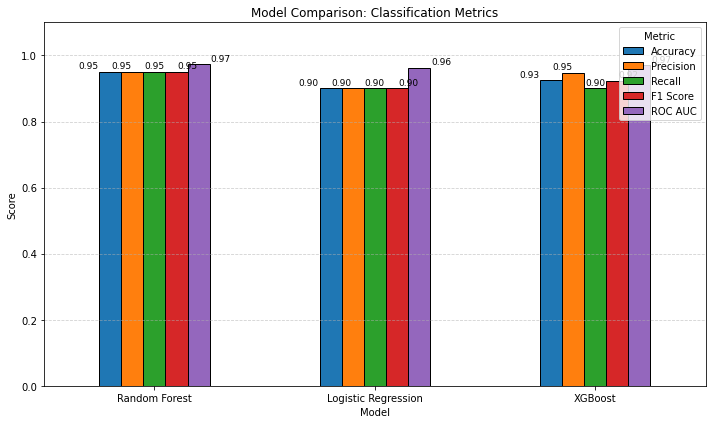 Model Comparison: Classification Metrics
Metric
Accuracy
Precision
Recall
F1 Score
ROC AUC
1.0
0.8
0.6
0.4
0.2
0.0
Score
0.95 0.95 0.95 0.95 0.97
0.90 0.90 0.90 0.90 0.96
0.93 0.95 0.90
Random Forest Logistic Regression XGBoost
Model